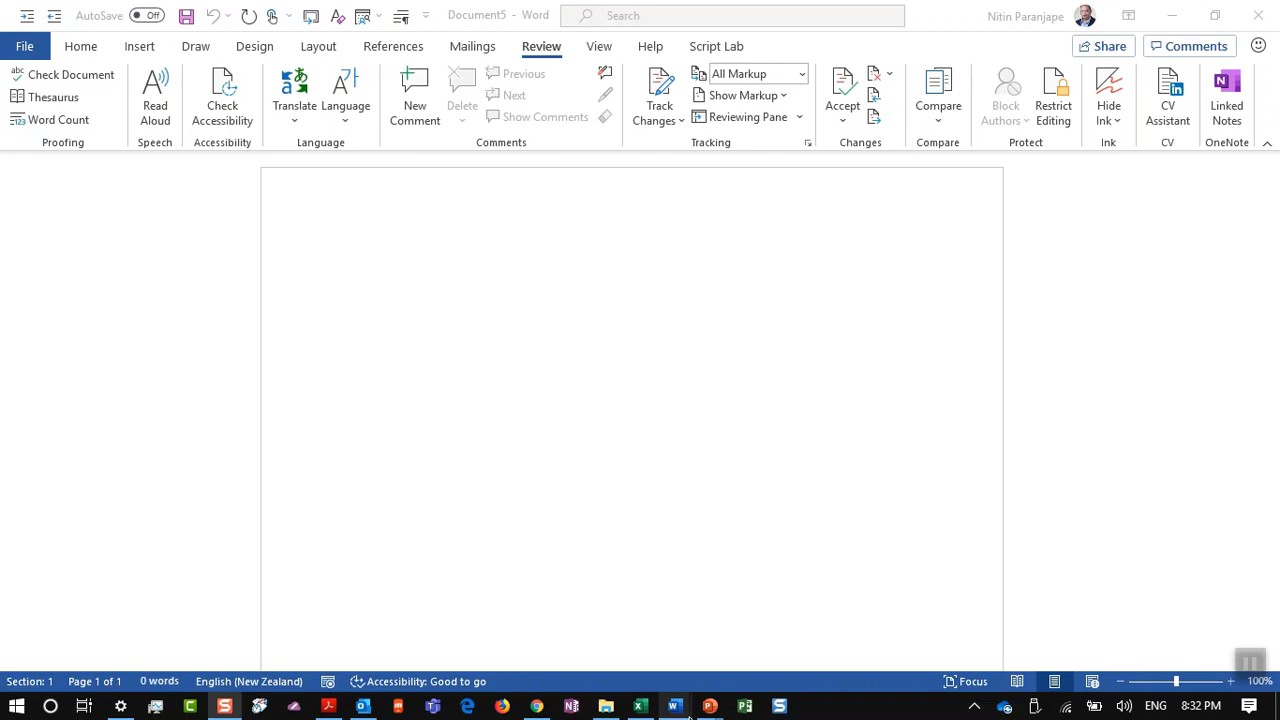 AutoSave Off Document5 - Word Search Nitin Paranjape
File Home Insert Draw Design Layout References Mailings Review View Help Script Lab Share Comments
abc Check Document
Thesaurus
123 Word Count
Proofing
Read
Aloud
Speech
Check
Accessibility
Accessibility
Translate
Language
Language
New
Comment
Delete
Previous
Next
Show Comments
Comments
Track
Changes
All Markup
Show Markup
Reviewing Pane
Tracking
Accept
Changes
Compare
Compare
Block
Authors
Restrict
Editing
Protect
Hide
Ink
Ink
CV
Assistant
CV
Linked
Notes
OneNote
Section: 1 Page 1 of 1 0 words English (New Zealand) Accessibility: Good to go Focus 100%
ENG 8:32 PM